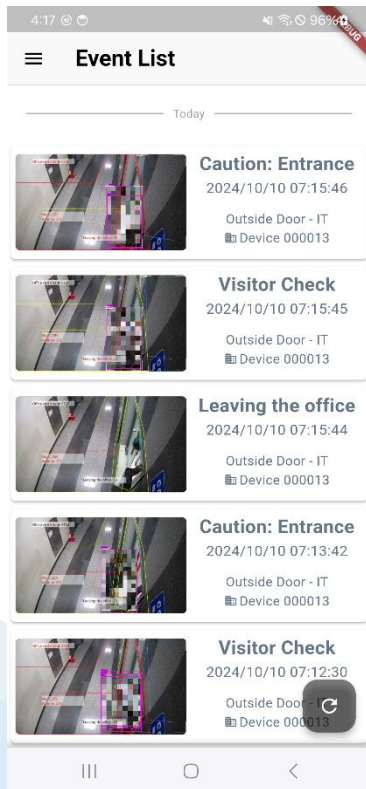 4:17
96%
Event List
Today
Caution: Entrance
2024/10/10 07:15:46
Outside Door - IT
Device 000013
Visitor Check
2024/10/10 07:15:45
Outside Door - IT
Device 000013
Leaving the office
2024/10/10 07:15:44
Outside Door - IT
Device 000013
Caution: Entrance
2024/10/10 07:13:42
Outside Door - IT
Device 000013
Visitor Check
2024/10/10 07:12:30
Outside Door - IT
Device 000013